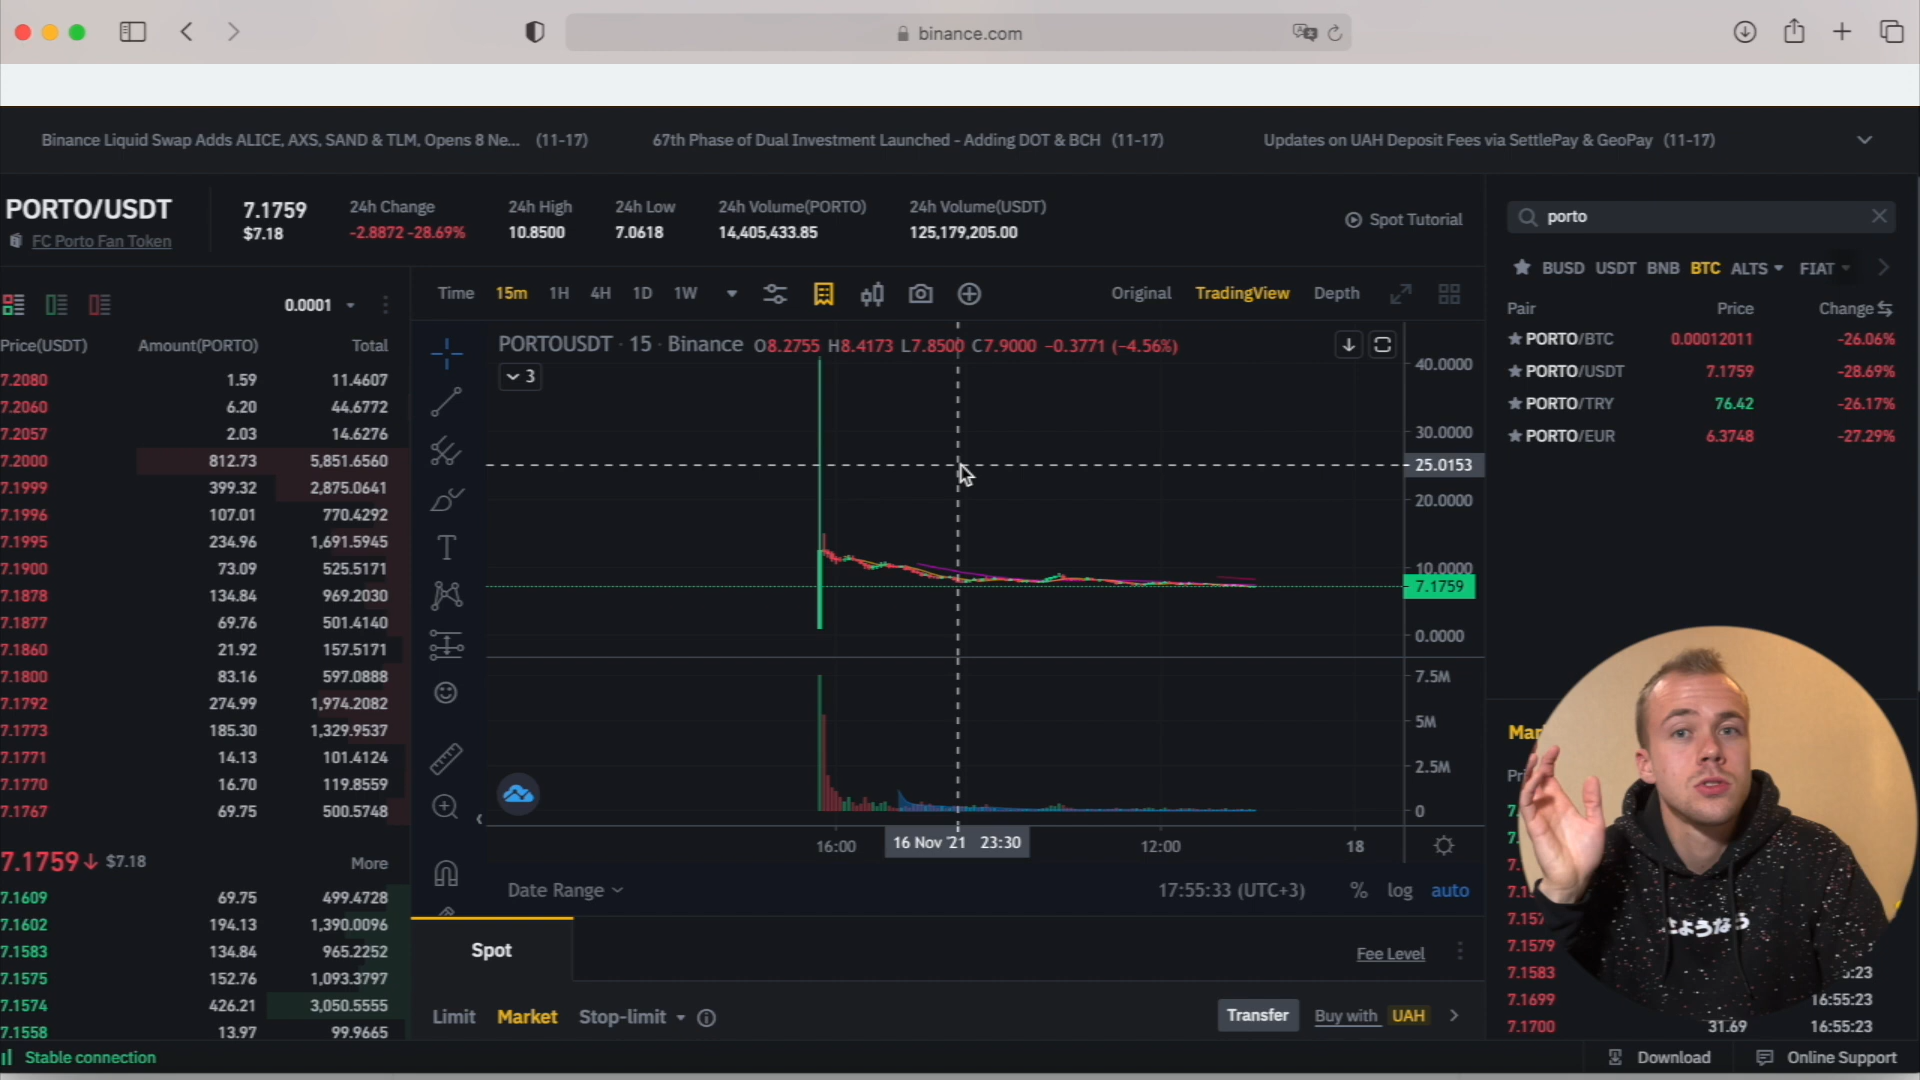 binance.com
Binance Liquid Swap Adds ALICE, AXS, SAND & TLM, Opens 8 Ne... (11-17)
67th Phase of Dual Investment Launched - Adding DOT & BCH (11-17)
Updates on UAH Deposit Fees via SettlePay & GeoPay (11-17)
PORTO/USDT
FC Porto Fan Token
7.1759
$7.18
24h Change
-2.8872 -28.69%
24h High
10.8500
24h Low
7.0618
24h Volume(PORTO)
14,405,433.85
24h Volume(USDT)
125,179,205.00
Spot Tutorial
porto
BUSD USDT BNB BTC ALTS FIAT
Pair Price Change
PORTO/BTC 0.00012011 -26.06%
PORTO/USDT 7.1759 -28.69%
PORTO/TRY 76.42 -26.17%
PORTO/EUR 6.3748 -27.29%
0.0001
Price(USDT) Amount(PORTO) Total
7.2080 1.59 11.4607
7.2060 6.20 44.6772
7.2057 2.03 14.6276
7.2000 812.73 5,851.6560
7.1999 399.32 2,875.0641
7.1996 107.01 770.4292
7.1995 234.96 1,691.5945
7.1900 73.09 525.5171
7.1878 134.84 969.2030
7.1877 69.76 501.4140
7.1860 21.92 157.5171
7.1800 83.16 597.0888
7.1792 274.99 1,974.2082
7.1773 185.30 1,329.9537
7.1771 14.13 101.4124
7.1770 16.70 119.8559
7.1767 69.75 500.5748
7.1759 $7.18 More
7.1609 69.75 499.4728
7.1602 194.13 1,390.0096
7.1583 134.84 965.2252
7.1575 152.76 1,093.3797
7.1574 426.21 3,050.5555
7.1558 13.97 99.9665
Time 15m 1H 4H 1D 1W
Original TradingView Depth
PORTOUSDT · 15 · Binance O8.2755 H8.4173 L7.8500 C7.9000 −0.3771 (−4.56%)
3
40.0000
30.0000
25.0153
20.0000
10.0000
7.1759
0.0000
7.5M
5M
2.5M
0
16:00 16 Nov '21 23:30 12:00 18
Date Range 17:55:33 (UTC+3) % log auto
Spot
Fee Level
Limit Market Stop-limit
Transfer Buy with UAH
さようなら
7.1579
7.1583
7.1699 16:55:23
7.1700 31.69 16:55:23
Stable connection
Download
Online Support